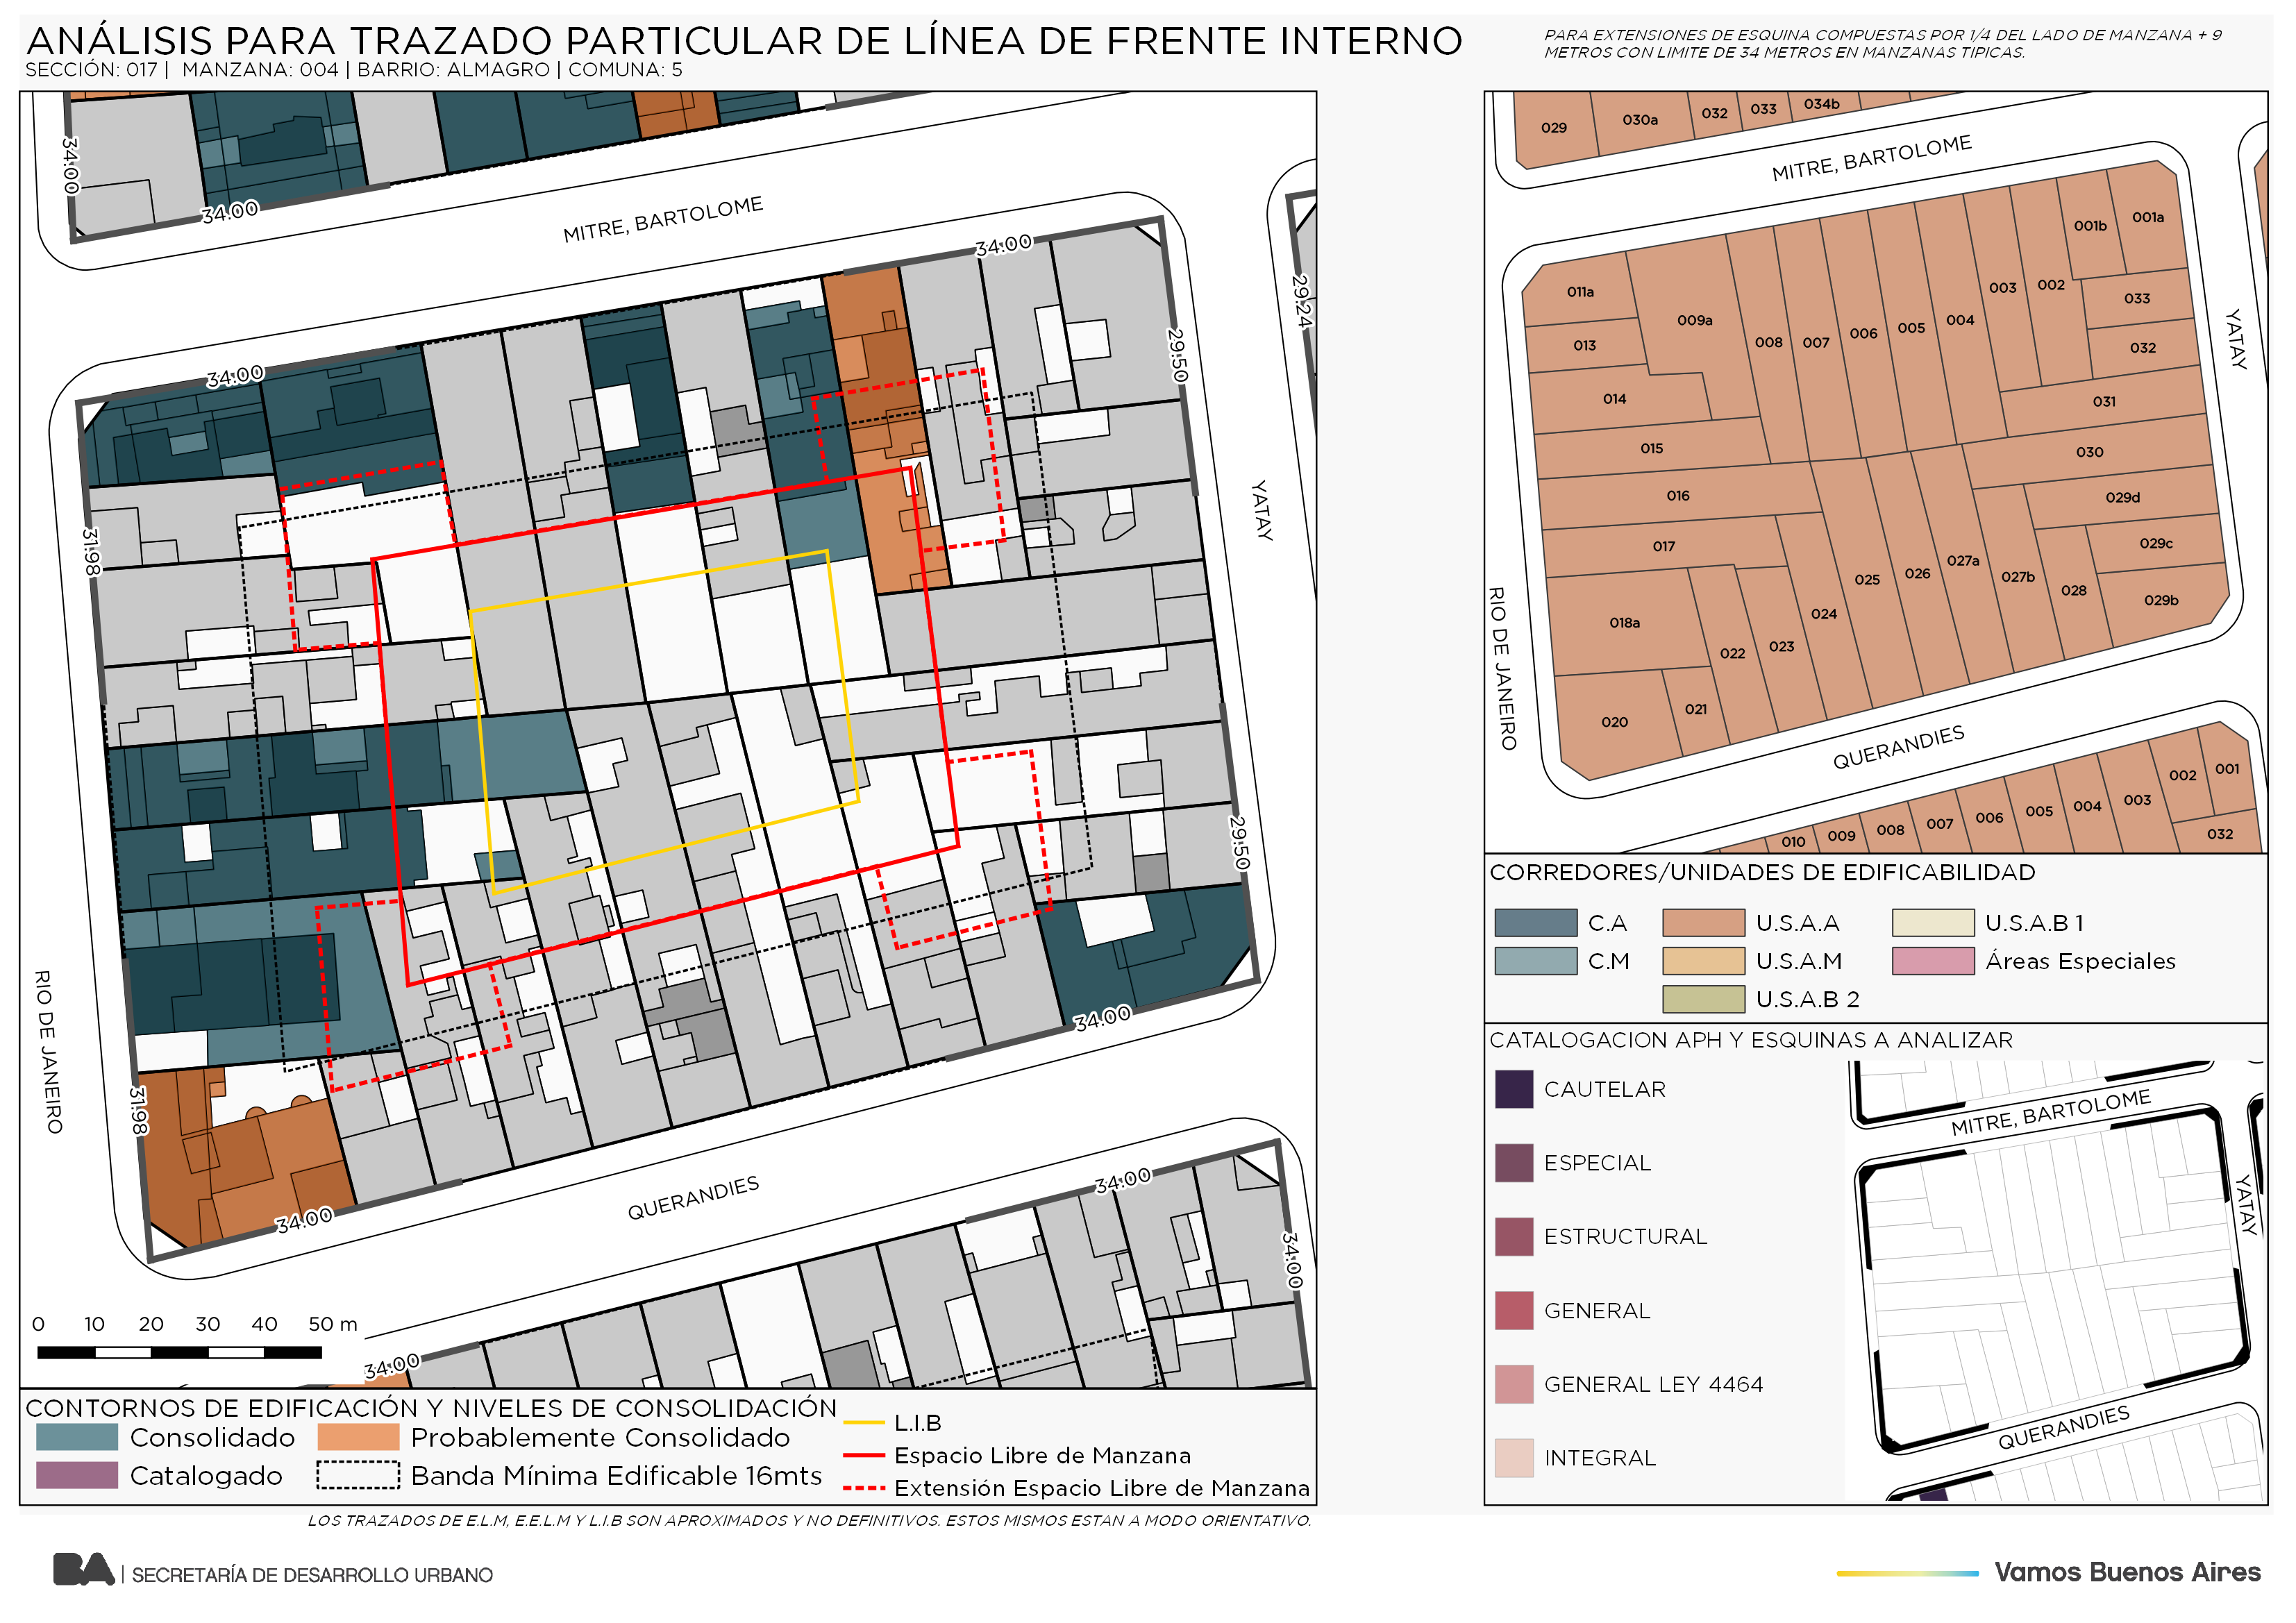 ANÁLISIS PARA TRAZADO PARTICULAR DE LÍNEA DE FRENTE INTERNO
SECCIÓN: 017 | MANZANA: 004 | BARRIO: ALMAGRO | COMUNA: 5
PARA EXTENSIONES DE ESQUINA COMPUESTAS POR 1/4 DEL LADO DE MANZANA + 9
METROS CON LIMITE DE 34 METROS EN MANZANAS TIPICAS.
34.00
34.00
MITRE, BARTOLOME
34.00
29.24
29.50
34.00
YATAY
31.98
29.50
RIO DE JANEIRO
34.00
31.98
34.00
QUERANDIES
34.00
34.00
34.00
0 10 20 30 40 50 m
CONTORNOS DE EDIFICACIÓN Y NIVELES DE CONSOLIDACIÓN
Consolidado
Probablemente Consolidado
Catalogado
Banda Mínima Edificable 16mts
L.I.B
Espacio Libre de Manzana
Extensión Espacio Libre de Manzana
029
030a
032
033
034b
MITRE, BARTOLOME
001a
001b
011a
009a
003
002
033
013
008
007
006
005
004
032
YATAY
014
031
015
030
016
029d
017
029c
025
026
027a
027b
028
029b
018a
024
022
023
RIO DE JANEIRO
020
021
QUERANDIES
010
009
008
007
006
005
004
003
002
001
032
CORREDORES/UNIDADES DE EDIFICABILIDAD
C.A
U.S.A.A
U.S.A.B 1
C.M
U.S.A.M
Áreas Especiales
U.S.A.B 2
CATALOGACION APH Y ESQUINAS A ANALIZAR
CAUTELAR
ESPECIAL
ESTRUCTURAL
GENERAL
GENERAL LEY 4464
INTEGRAL
MITRE, BARTOLOME
YATAY
QUERANDIES
LOS TRAZADOS DE E.L.M, E.E.L.M Y L.I.B SON APROXIMADOS Y NO DEFINITIVOS. ESTOS MISMOS ESTAN A MODO ORIENTATIVO.
BA | SECRETARÍA DE DESARROLLO URBANO
Vamos Buenos Aires